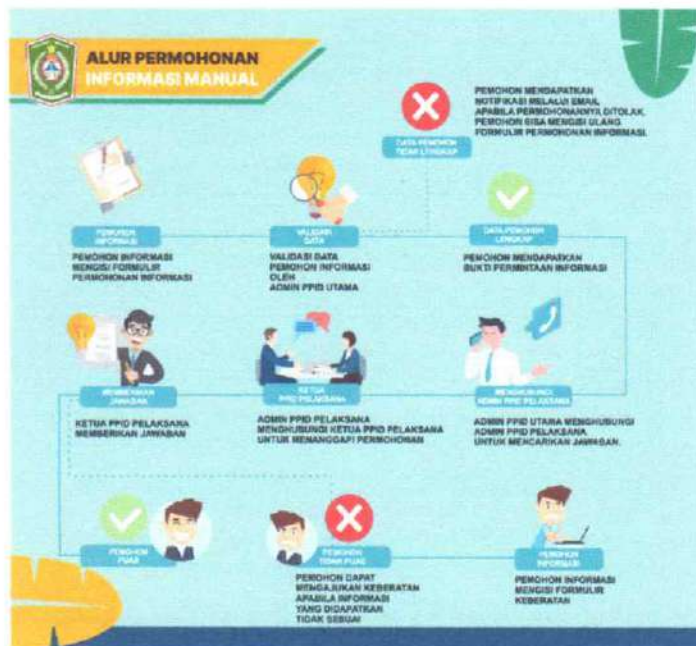 ALUR PERMOHONAN
INFORMASI MANUAL
PEMOHON MENDAPATKAN
NOTIFIKASI MELALUI EMAIL
APABILA PERMOHONANNYA DITOLAK.
PEMOHON BISA MENGISI ULANG
FORMULIR PERMOHONAN INFORMASI.
DATA PEMOHON
TIDAK LENGKAP
PEMOHON
INFORMASI
PEMOHON INFORMASI
MENGISI FORMULIR
PERMOHONAN INFORMASI
VALIDASI
DATA
VALIDASI DATA
PEMOHON INFORMASI
OLEH
ADMIN PPID UTAMA
DATA PEMOHON
LENGKAP
PEMOHON MENDAPATKAN
BUKTI PERMINTAAN INFORMASI
MEMBERIKAN
JAWABAN
KETUA PPID PELAKSANA
MEMBERIKAN JAWABAN
KETUA
PPID PELAKSANA
ADMIN PPID PELAKSANA
MENGHUBUNGI KETUA PPID PELAKSANA
UNTUK MENANGGAPI PERMOHONAN
MENGHUBUNGI
ADMIN PPID PELAKSANA
ADMIN PPID UTAMA MENGHUBUNGI
ADMIN PPID PELAKSANA
UNTUK MENCARIKAN JAWABAN.
PEMOHON
PUAS
PEMOHON
TIDAK PUAS
PEMOHON DAPAT
MENGAJUKAN KEBERATAN
APABILA INFORMASI
YANG DIDAPATKAN
TIDAK SESUAI
PEMOHON
INFORMASI
PEMOHON INFORMASI
MENGISI FORMULIR
KEBERATAN